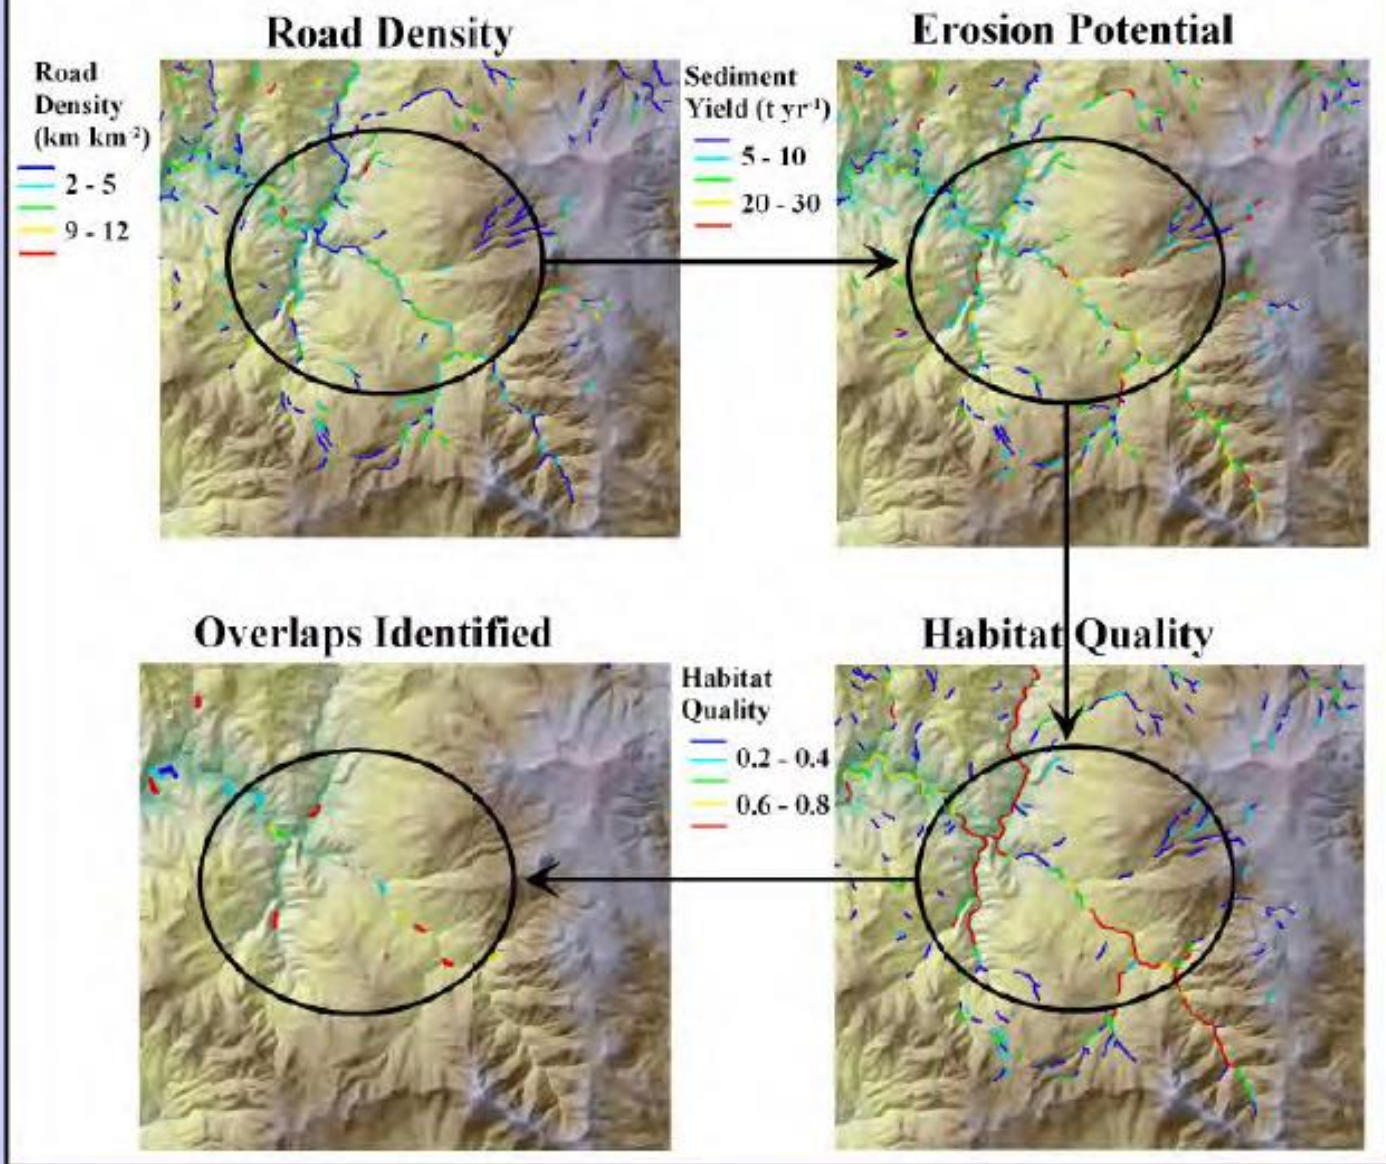 Road Density
Road
Density
(km km⁻²)
2 - 5
9 - 12
Erosion Potential
Sediment
Yield (t yr⁻¹)
5 - 10
20 - 30
Overlaps Identified
Habitat Quality
Habitat
Quality
0.2 - 0.4
0.6 - 0.8